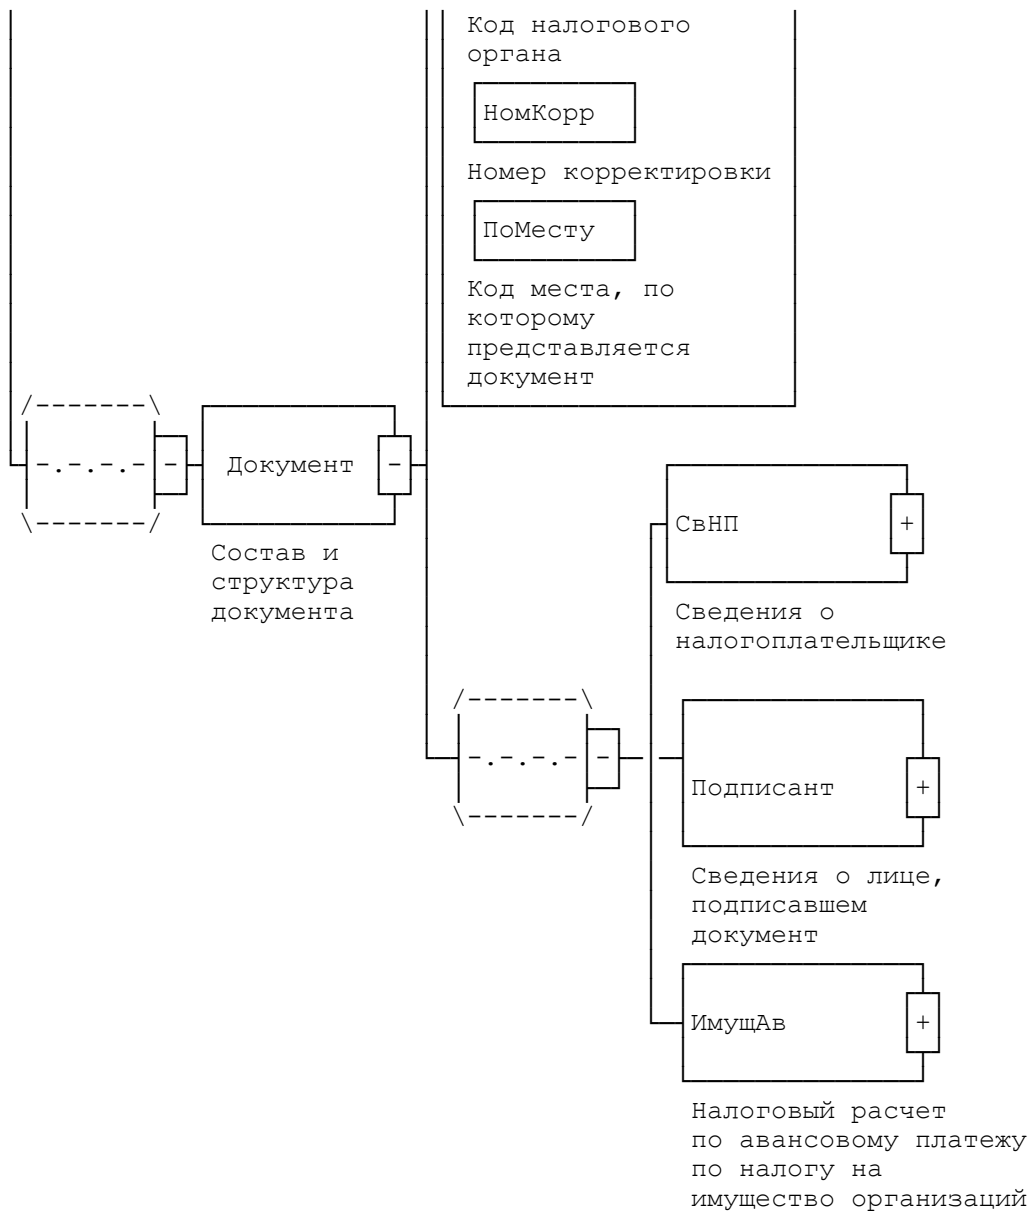 Код налогового
органа
НомКорр
Номер корректировки
ПоМесту
Код места, по
которому
представляется
документ
/-------\
-.-.-.- - Документ -
\-------/
Состав и
структура
документа
СвНП +
Сведения о
налогоплательщике
/-------\
-.-.-.- - Подписант +
\-------/
Сведения о лице,
подписавшем
документ
ИмущАв +
Налоговый расчет
по авансовому платежу
по налогу на
имущество организаций